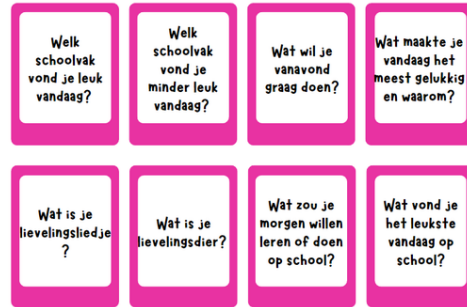 Welk
schoolvak
vond je leuk
vandaag?
Welk
schoolvak
vond je
minder leuk
vandaag?
Wat wil je
vanavond
graag doen?
Wat maakte je
vandaag het
meest gelukkig
en waarom?
Wat is je
lievelingsliedje
?
Wat is je
lievelingsdier?
Wat zou je
morgen willen
leren of doen
op school?
Wat vond je
het leukste
vandaag op
school?